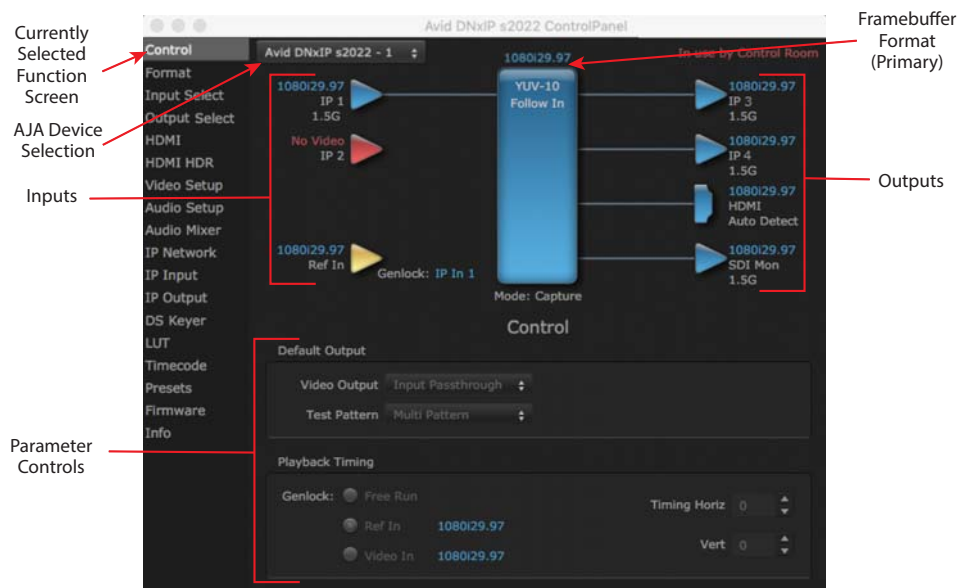 Currently
Selected
Function
Screen
AJA Device
Selection
Inputs
Parameter
Controls
Framebuffer
Format
(Primary)
Outputs
Avid DNxIP s2022 ControlPanel
Control
Format
Input Select
Output Select
HDMI
HDMI HDR
Video Setup
Audio Setup
Audio Mixer
IP Network
IP Input
IP Output
DS Keyer
LUT
Timecode
Presets
Firmware
Info
Avid DNxIP s2022 - 1
In use by Control Room
1080i29.97
IP 1
1.5G
No Video
IP 2
1080i29.97
Ref In
Genlock: IP In 1
1080i29.97
YUV-10
Follow In
Mode: Capture
1080i29.97
IP 3
1.5G
1080i29.97
IP 4
1.5G
1080i29.97
HDMI
Auto Detect
1080i29.97
SDI Mon
1.5G
Control
Default Output
Video Output Input Passthrough
Test Pattern Multi Pattern
Playback Timing
Genlock: Free Run
Ref In 1080i29.97
Video In 1080i29.97
Timing Horiz 0
Vert 0